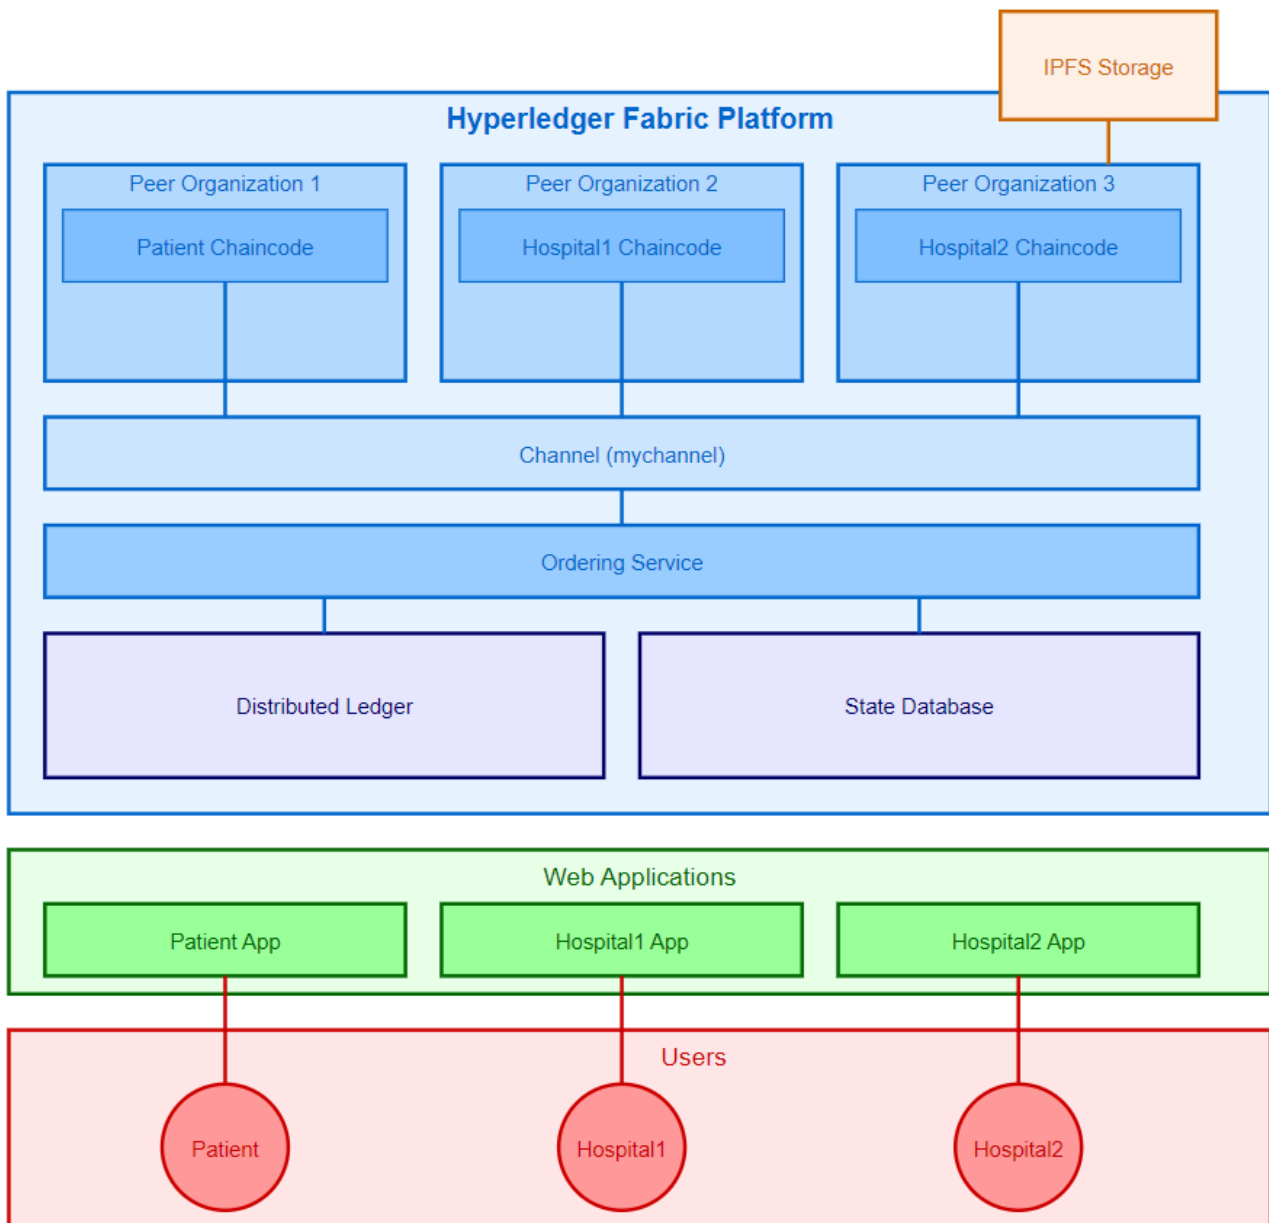 IPFS Storage
Hyperledger Fabric Platform
Peer Organization 1
Peer Organization 2
Peer Organization 3
Patient Chaincode
Hospital1 Chaincode
Hospital2 Chaincode
Channel (mychannel)
Ordering Service
Distributed Ledger
State Database
Web Applications
Patient App
Hospital1 App
Hospital2 App
Users
Patient
Hospital1
Hospital2